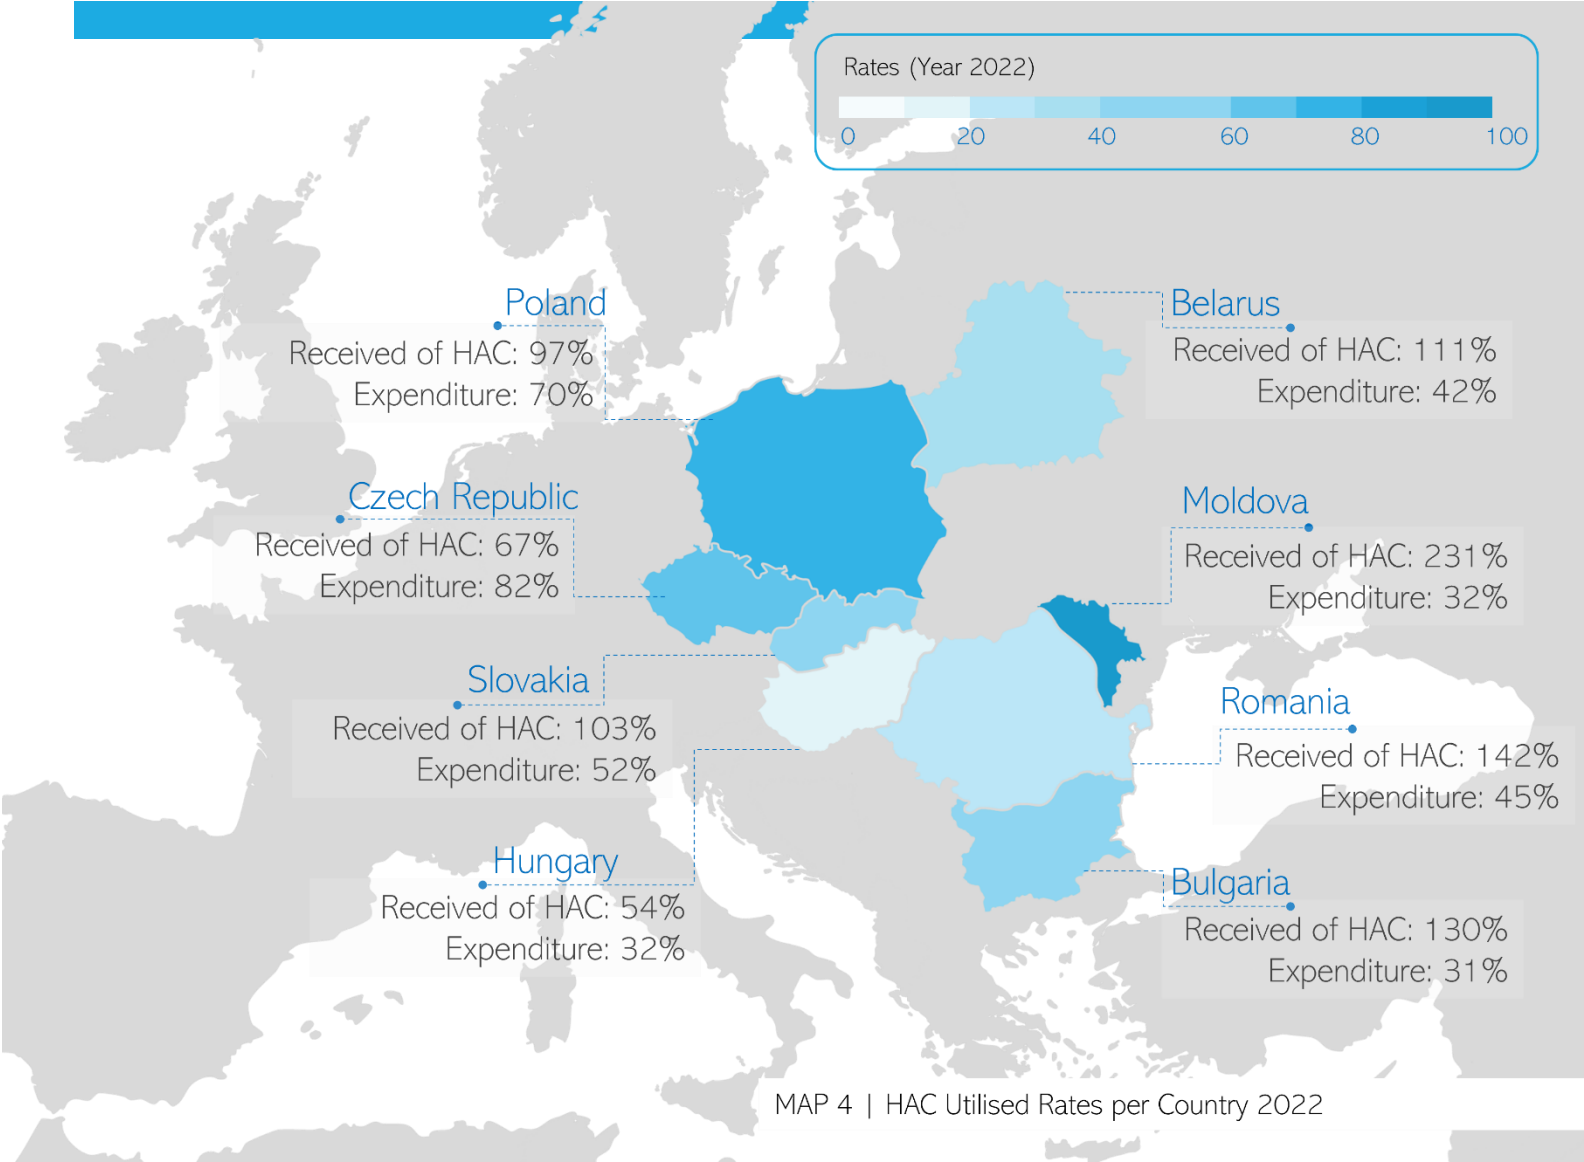 Rates (Year 2022)
0 20 40 60 80 100
Poland
Received of HAC: 97%
Expenditure: 70%
Belarus
Received of HAC: 111%
Expenditure: 42%
Czech Republic
Received of HAC: 67%
Expenditure: 82%
Moldova
Received of HAC: 231%
Expenditure: 32%
Slovakia
Received of HAC: 103%
Expenditure: 52%
Romania
Received of HAC: 142%
Expenditure: 45%
Hungary
Received of HAC: 54%
Expenditure: 32%
Bulgaria
Received of HAC: 130%
Expenditure: 31%
MAP 4 | HAC Utilised Rates per Country 2022